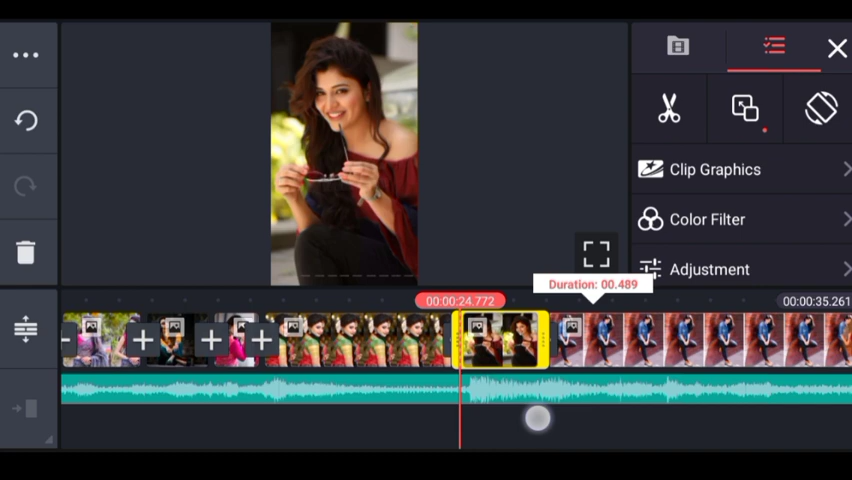 Clip Graphics
Color Filter
Adjustment
Duration: 00.489
00:00:24.772
00:00:35.261